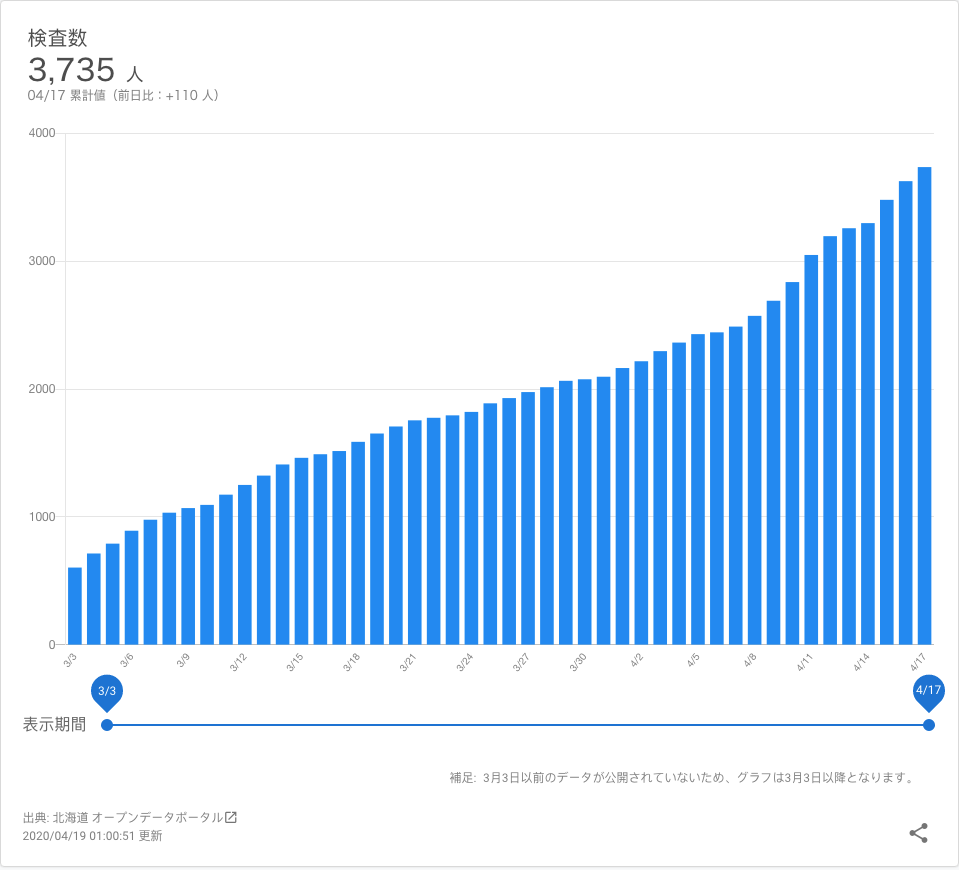 検査数
3,735 人
04/17 累計値（前日比：+110 人）
4000
3000
2000
1000
0
3/3 3/6 3/9 3/12 3/15 3/18 3/21 3/24 3/27 3/30 4/2 4/5 4/8 4/11 4/14 4/17
3/3 4/17
表示期間
補足: 3月3日以前のデータが公開されていないため、グラフは3月3日以降となります。
出典: 北海道 オープンデータポータル
2020/04/19 01:00:51 更新